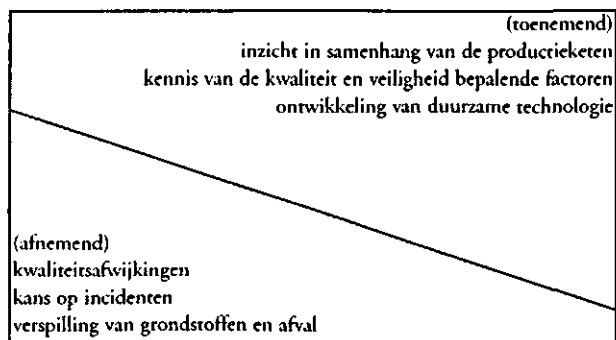 (toenemend)
inzicht in samenhang van de productieketen
kennis van de kwaliteit en veiligheid bepalende factoren
ontwikkeling van duurzame technologie
(afnemend)
kwaliteitsafwijkingen
kans op incidenten
verspilling van grondstoffen en afval